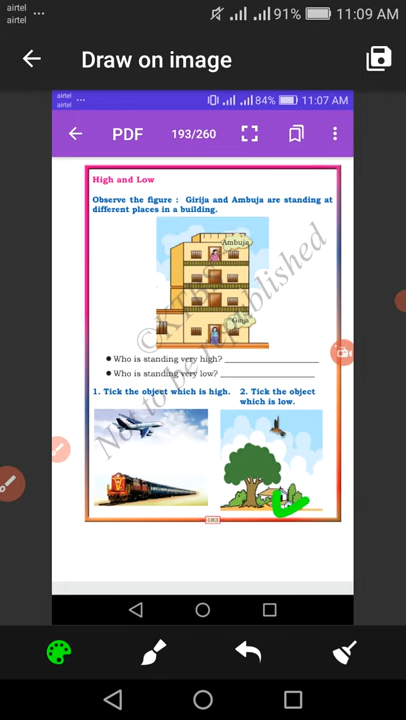 airtel
airtel
91%
11:09 AM
Draw on image
airtel
airtel
84%
11:07 AM
PDF
193/260
High and Low
Observe the figure : Girija and Ambuja are standing at
different places in a building.
Ambuja
Girija
© KTBS
Not to be republished
● Who is standing very high?
● Who is standing very low?
1. Tick the object which is high.
2. Tick the object
which is low.
183